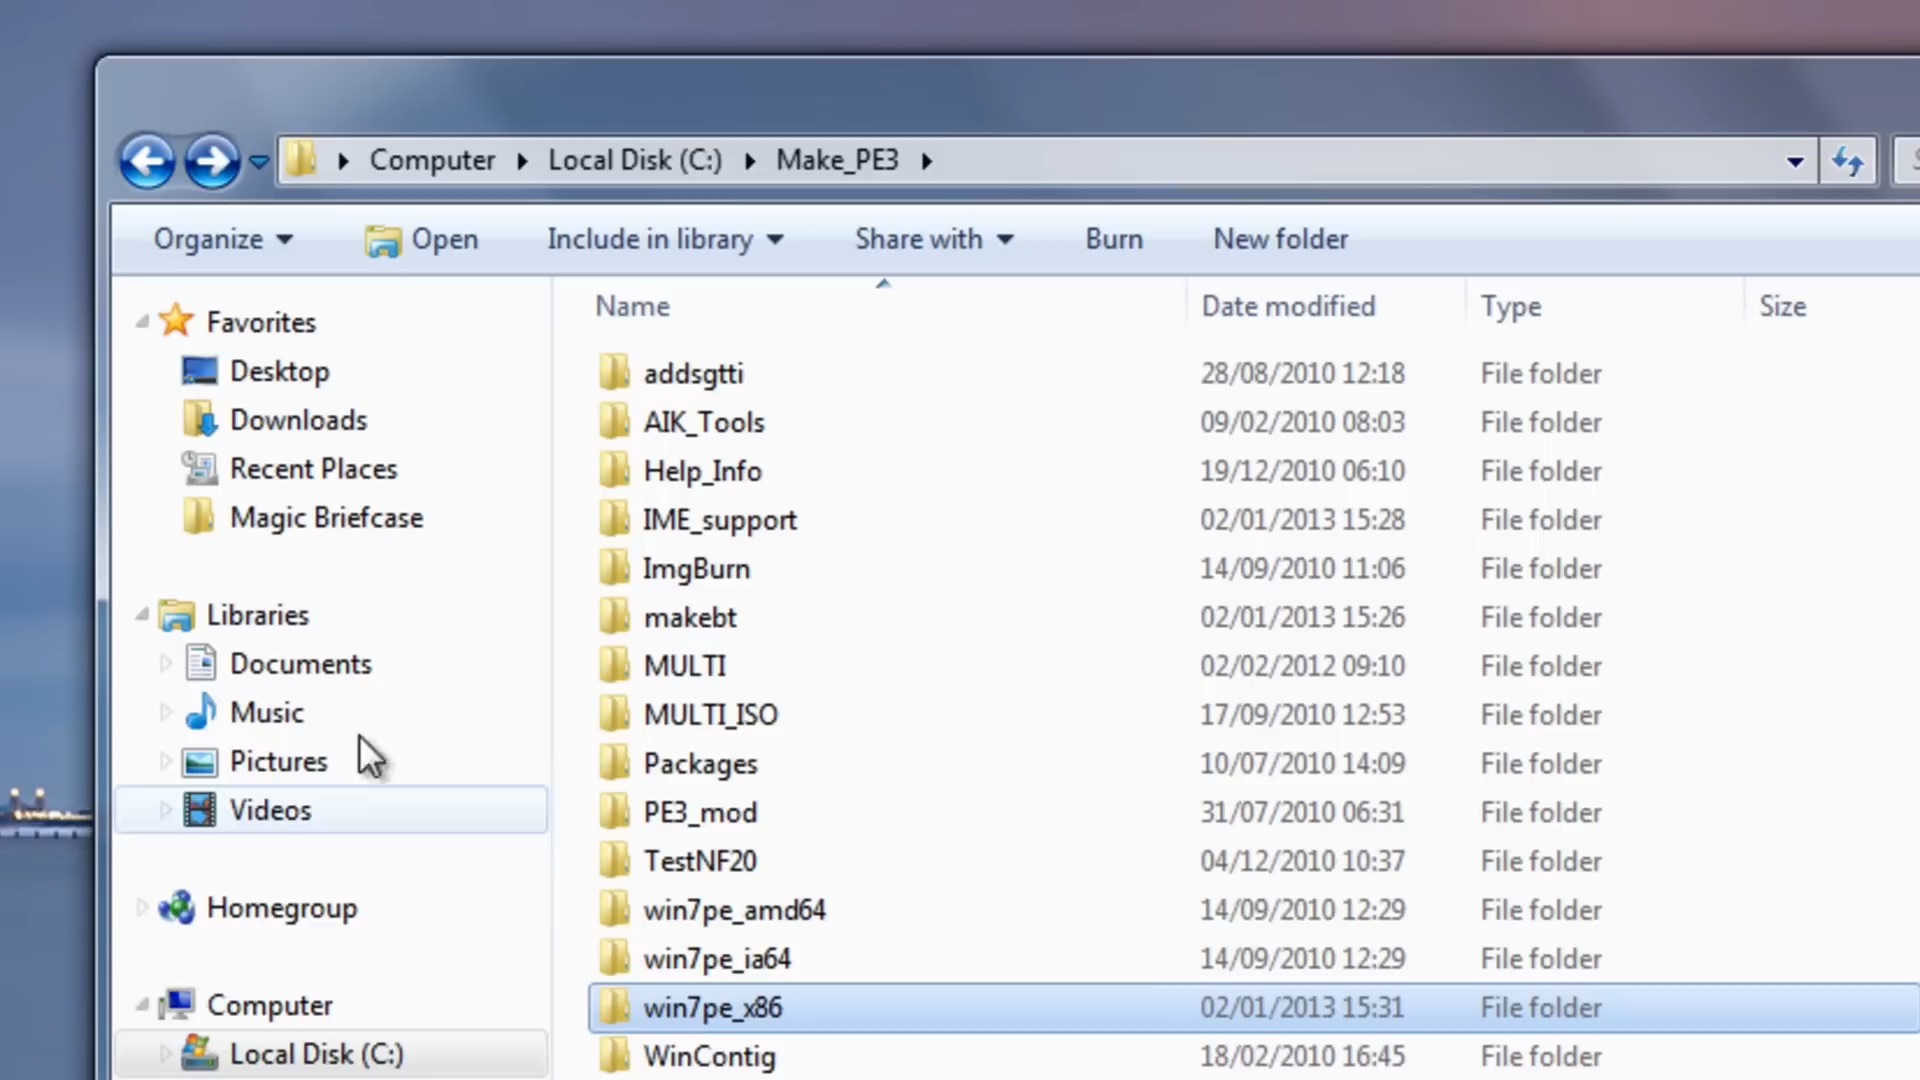 Computer Local Disk (C:) Make_PE3
Organize Open Include in library Share with Burn New folder
Name Date modified Type Size
Favorites
Desktop
Downloads
Recent Places
Magic Briefcase
Libraries
Documents
Music
Pictures
Videos
Homegroup
Computer
Local Disk (C:)
addsgtti 28/08/2010 12:18 File folder
AIK_Tools 09/02/2010 08:03 File folder
Help_Info 19/12/2010 06:10 File folder
IME_support 02/01/2013 15:28 File folder
ImgBurn 14/09/2010 11:06 File folder
makebt 02/01/2013 15:26 File folder
MULTI 02/02/2012 09:10 File folder
MULTI_ISO 17/09/2010 12:53 File folder
Packages 10/07/2010 14:09 File folder
PE3_mod 31/07/2010 06:31 File folder
TestNF20 04/12/2010 10:37 File folder
win7pe_amd64 14/09/2010 12:29 File folder
win7pe_ia64 14/09/2010 12:29 File folder
win7pe_x86 02/01/2013 15:31 File folder
WinContig 18/02/2010 16:45 File folder